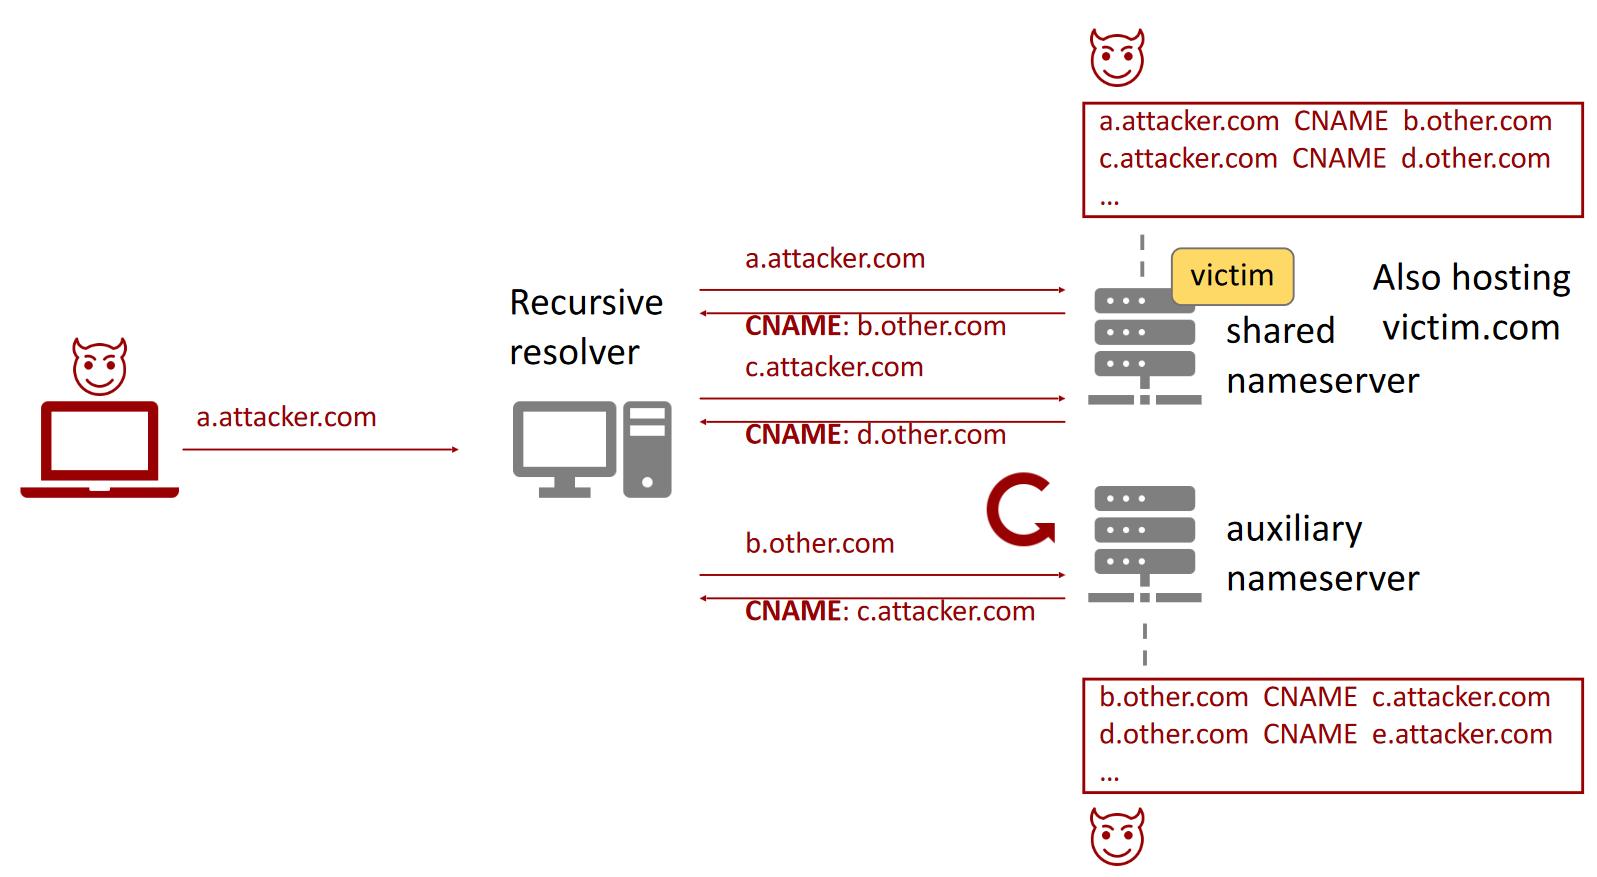 a.attacker.com CNAME b.other.com
c.attacker.com CNAME d.other.com
...
a.attacker.com
victim
Also hosting
victim.com
Recursive
resolver
CNAME: b.other.com
shared
nameserver
c.attacker.com
a.attacker.com
CNAME: d.other.com
b.other.com
auxiliary
nameserver
CNAME: c.attacker.com
b.other.com CNAME c.attacker.com
d.other.com CNAME e.attacker.com
...